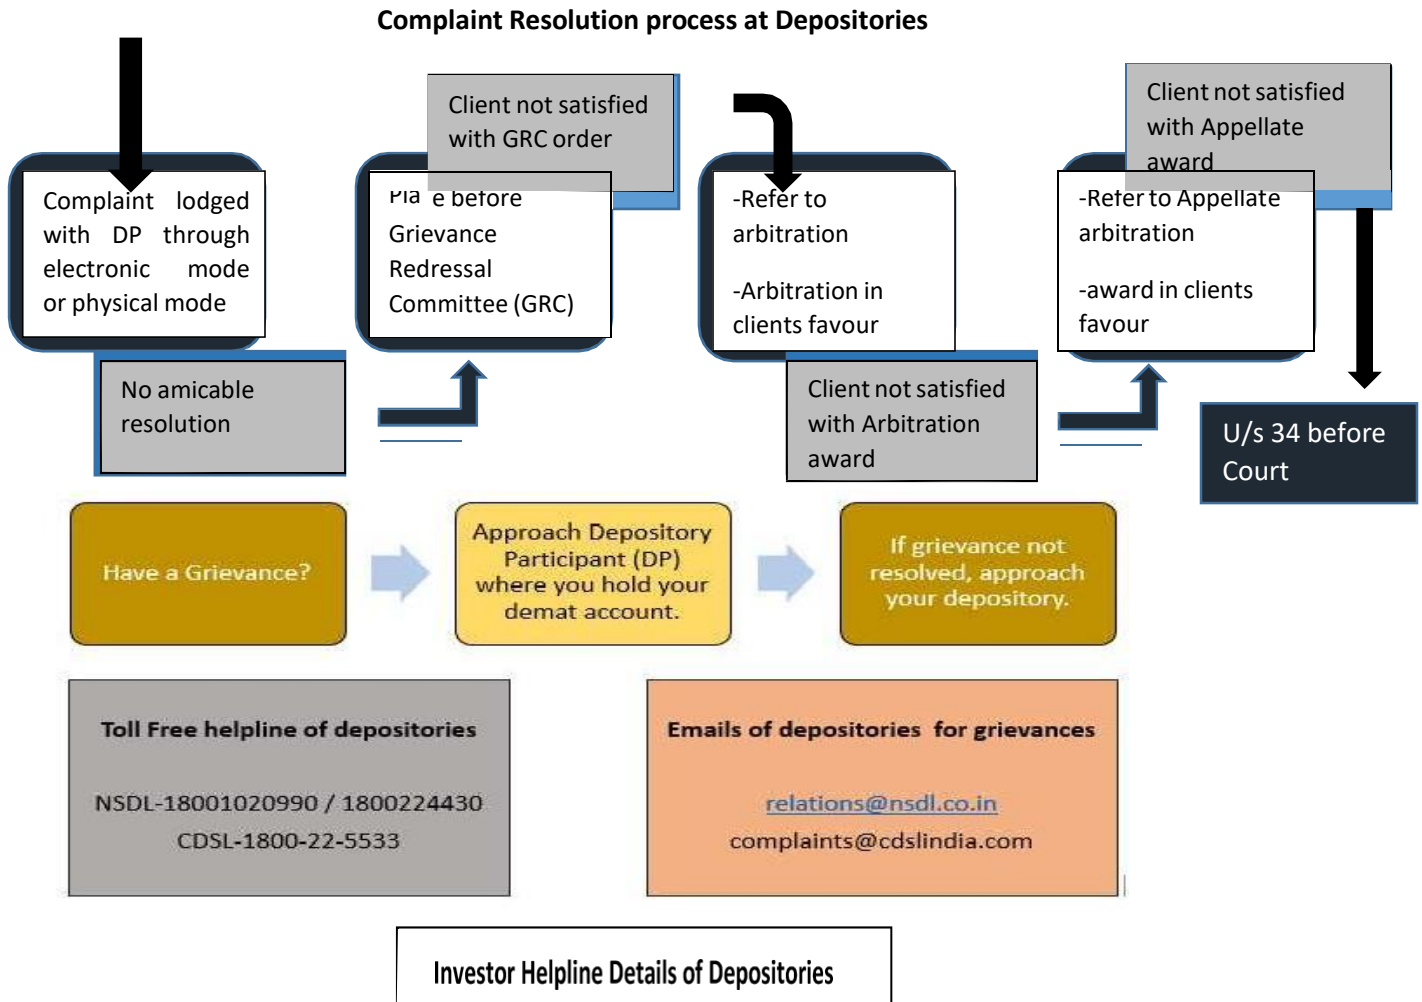 Complaint Resolution process at Depositories
Complaint lodged
with DP through
electronic mode
or physical mode
No amicable
resolution
e before
Grievance
Redressal
Committee (GRC)
Client not satisfied
with GRC order
-Refer to
arbitration
-Arbitration in
clients favour
Client not satisfied
with Arbitration
award
-Refer to Appellate
arbitration
-award in clients
favour
Client not satisfied
with Appellate
award
U/s 34 before
Court
Have a Grievance?
Approach Depository
Participant (DP)
where you hold your
demat account.
If grievance not
resolved, approach
your depository.
Toll Free helpline of depositories
NSDL-18001020990 / 1800224430
CDSL-1800-22-5533
Emails of depositories for grievances
relations@nsdl.co.in
complaints@cdslindia.com
Investor Helpline Details of Depositories